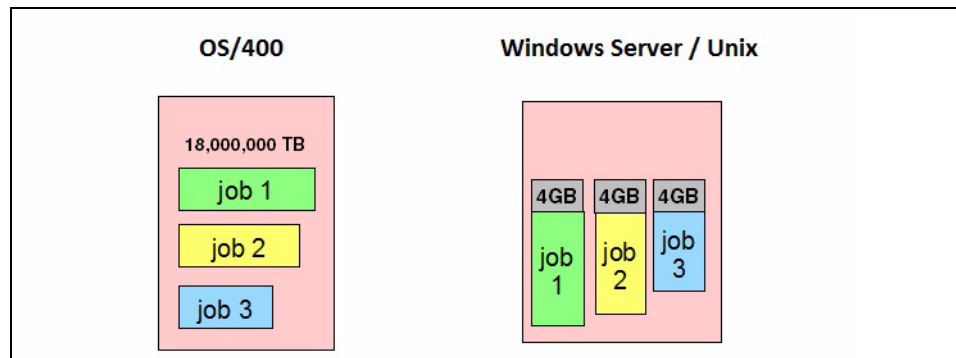 OS/400
Windows Server / Unix
18,000,000 TB
job 1
job 2
job 3
4GB
4GB
4GB
job
1
job
2
job
3